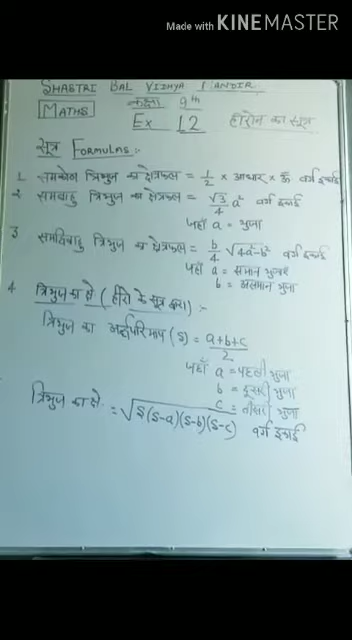 Made with KINEMASTER
SHASTRI BAL VIDHYA MANDIR
MATHS कक्षा 9th
Ex 12 हीरोन का सूत्र
सूत्र FORMULAS :-
1. समकोण त्रिभुज का क्षेत्रफल = 1/2 × आधार × ऊँ वर्ग इकाई
2 समबाहु त्रिभुज का क्षेत्रफल = √3/4 a² वर्ग इकाई
जहाँ a = भुजा
3 समद्विबाहु त्रिभुज का क्षेत्रफल = b/4 √4a²-b² वर्ग इकाई
जहाँ a = समान भुजाएँ
b = असमान भुजा
4 त्रिभुज का क्षे (हीरो के सूत्र द्वारा) :-
त्रिभुज का अर्द्धपरिमाप (s) = a+b+c/2
जहाँ a = पहली भुजा
b = दूसरी भुजा
c = तीसरी भुजा
त्रिभुज का क्षे = √s(s-a)(s-b)(s-c) वर्ग इकाई